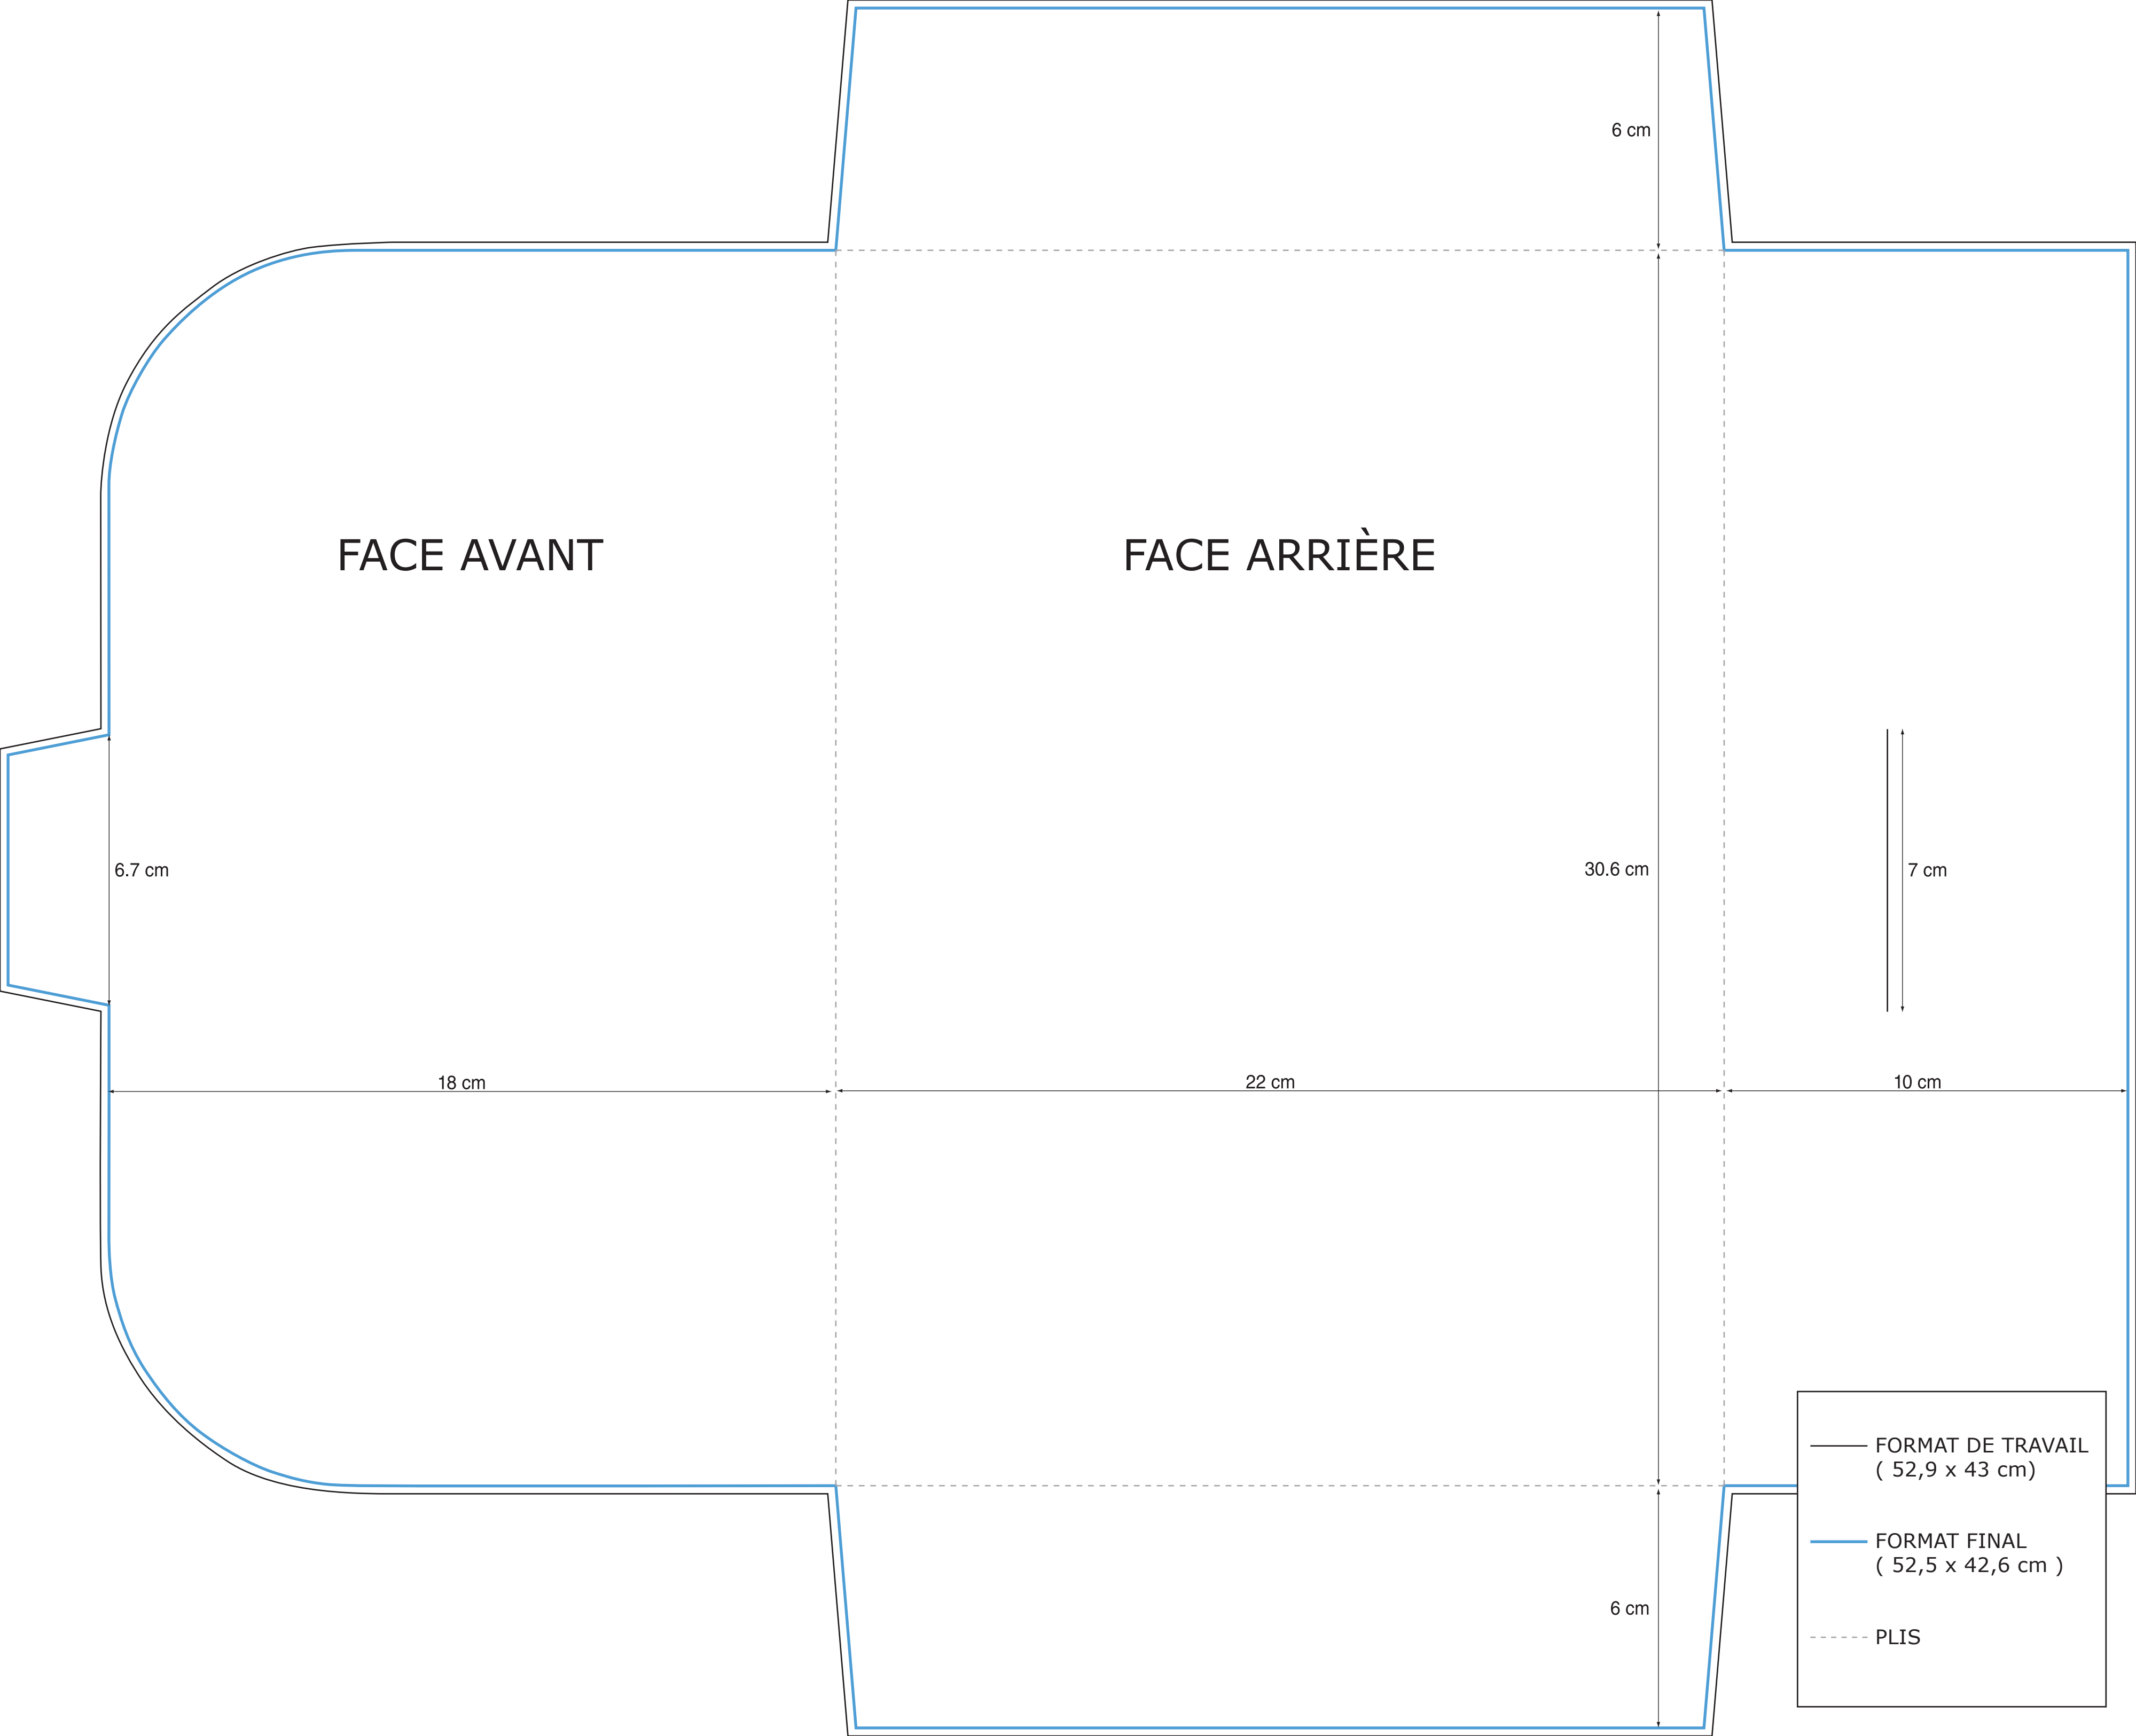 6 cm
FACE AVANT
FACE ARRIÈRE
6.7 cm
30.6 cm
7 cm
18 cm
22 cm
10 cm
FORMAT DE TRAVAIL
( 52,9 x 43 cm)
FORMAT FINAL
( 52,5 x 42,6 cm )
6 cm
PLIS